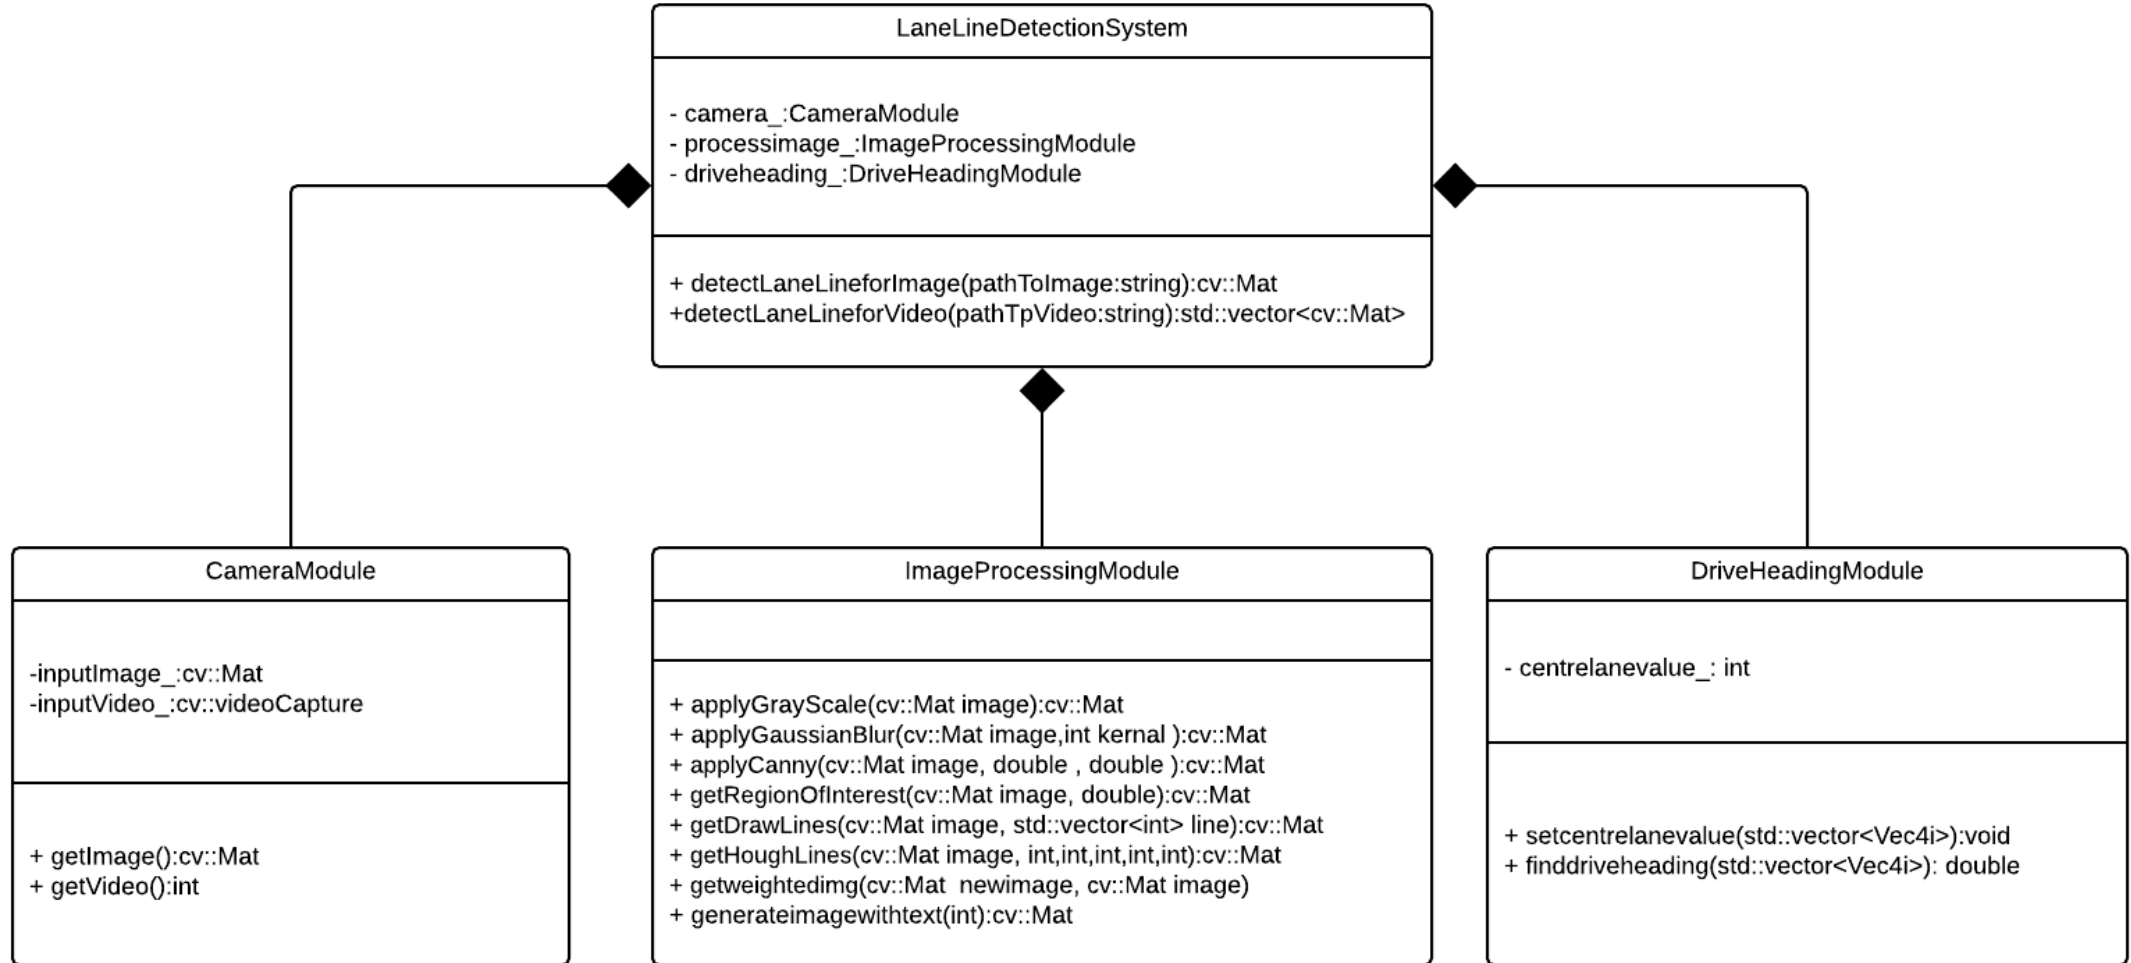 LaneLineDetectionSystem
- camera_:CameraModule
- processimage_:ImageProcessingModule
- driveheading_:DriveHeadingModule
+ detectLaneLineforImage(pathToImage:string):cv::Mat
+detectLaneLineforVideo(pathTpVideo:string):std::vector<cv::Mat>
CameraModule
-inputImage_:cv::Mat
-inputVideo_:cv::videoCapture
+ getImage():cv::Mat
+ getVideo():int
ImageProcessingModule
+ applyGrayScale(cv::Mat image):cv::Mat
+ applyGaussianBlur(cv::Mat image,int kernal ):cv::Mat
+ applyCanny(cv::Mat image, double , double ):cv::Mat
+ getRegionOfInterest(cv::Mat image, double):cv::Mat
+ getDrawLines(cv::Mat image, std::vector<int> line):cv::Mat
+ getHoughLines(cv::Mat image, int,int,int,int,int):cv::Mat
+ getweightedimg(cv::Mat  newimage, cv::Mat image)
+ generateimagewithtext(int):cv::Mat
DriveHeadingModule
- centrelanevalue_: int
+ setcentrelanevalue(std::vector<Vec4i>):void
+ finddriveheading(std::vector<Vec4i>): double